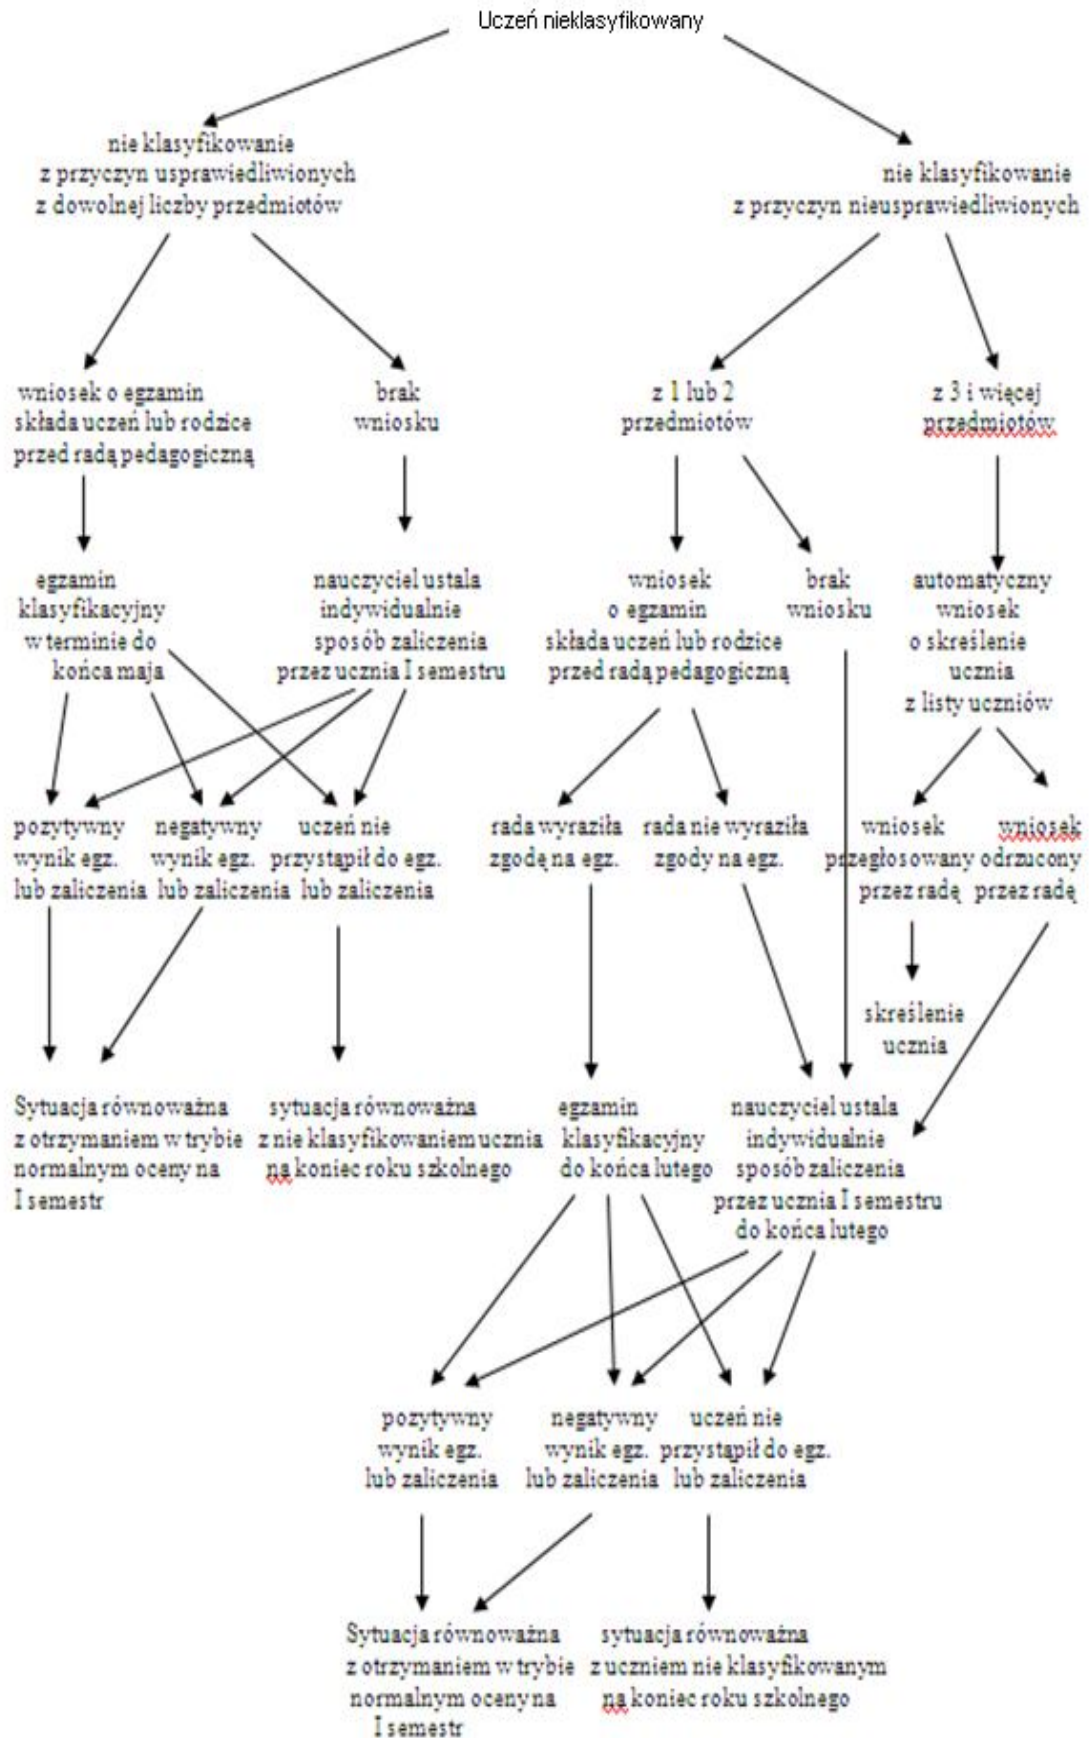 Uczeń nieklasyfikowany
nie klasyfikowanie
z przyczyn usprawiedliwionych
z dowolnej liczby przedmiotów
nie klasyfikowanie
z przyczyn nieusprawiedliwionych
wniosek o egzamin
składa uczeń lub rodzice
przed radą pedagogiczną
brak
wniosku
z 1 lub 2
przedmiotów
z 3 i więcej
przedmiotów
egzamin
klasyfikacyjny
w terminie do
końca maja
nauczyciel ustala
indywidualnie
sposób zaliczenia
przez ucznia I semestru
wniosek
o egzamin
składa uczeń lub rodzice
przed radą pedagogiczną
brak
wniosku
automatyczny
wniosek
o skreślenie
ucznia
z listy uczniów
pozytywny
wynik egz.
lub zaliczenia
negatywny
wynik egz.
lub zaliczenia
uczeń nie
przystąpił do egz.
lub zaliczenia
rada wyraziła
zgodę na egz.
rada nie wyraziła
zgody na egz.
wniosek
przegłosowany
przez radę
wniosek
odrzucony
przez radę
skreślenie
ucznia
Sytuacja równoważna
z otrzymaniem w trybie
normalnym oceny na
I semestr
sytuacja równoważna
z nie klasyfikowaniem ucznia
na koniec roku szkolnego
egzamin
klasyfikacyjny
do końca lutego
nauczyciel ustala
indywidualnie
sposób zaliczenia
przez ucznia I semestru
do końca lutego
pozytywny
wynik egz.
lub zaliczenia
negatywny
wynik egz.
lub zaliczenia
uczeń nie
przystąpił do egz.
lub zaliczenia
Sytuacja równoważna
z otrzymaniem w trybie
normalnym oceny na
I semestr
sytuacja równoważna
z uczniem nie klasyfikowanym
na koniec roku szkolnego